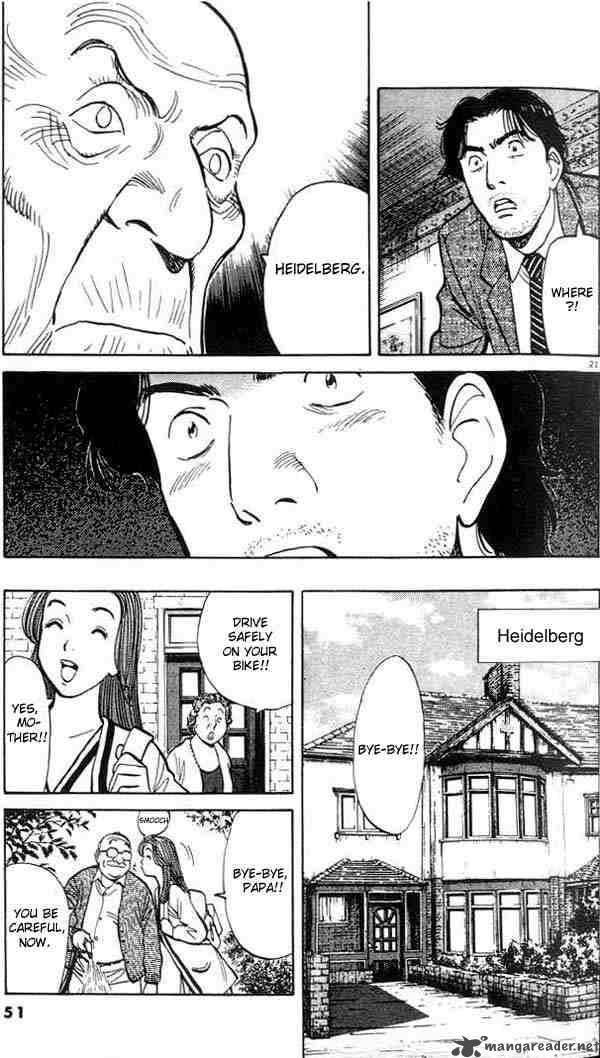 WHERE
?!
21
HEIDELBERG.
Heidelberg
BYE-BYE!!
DRIVE
SAFELY
ON YOUR
BIKE!!
YES,
MO-
THER!!
BYE-BYE,
PAPA!!
SMOOCH
YOU BE
CAREFUL,
NOW.
51
mangareader.net